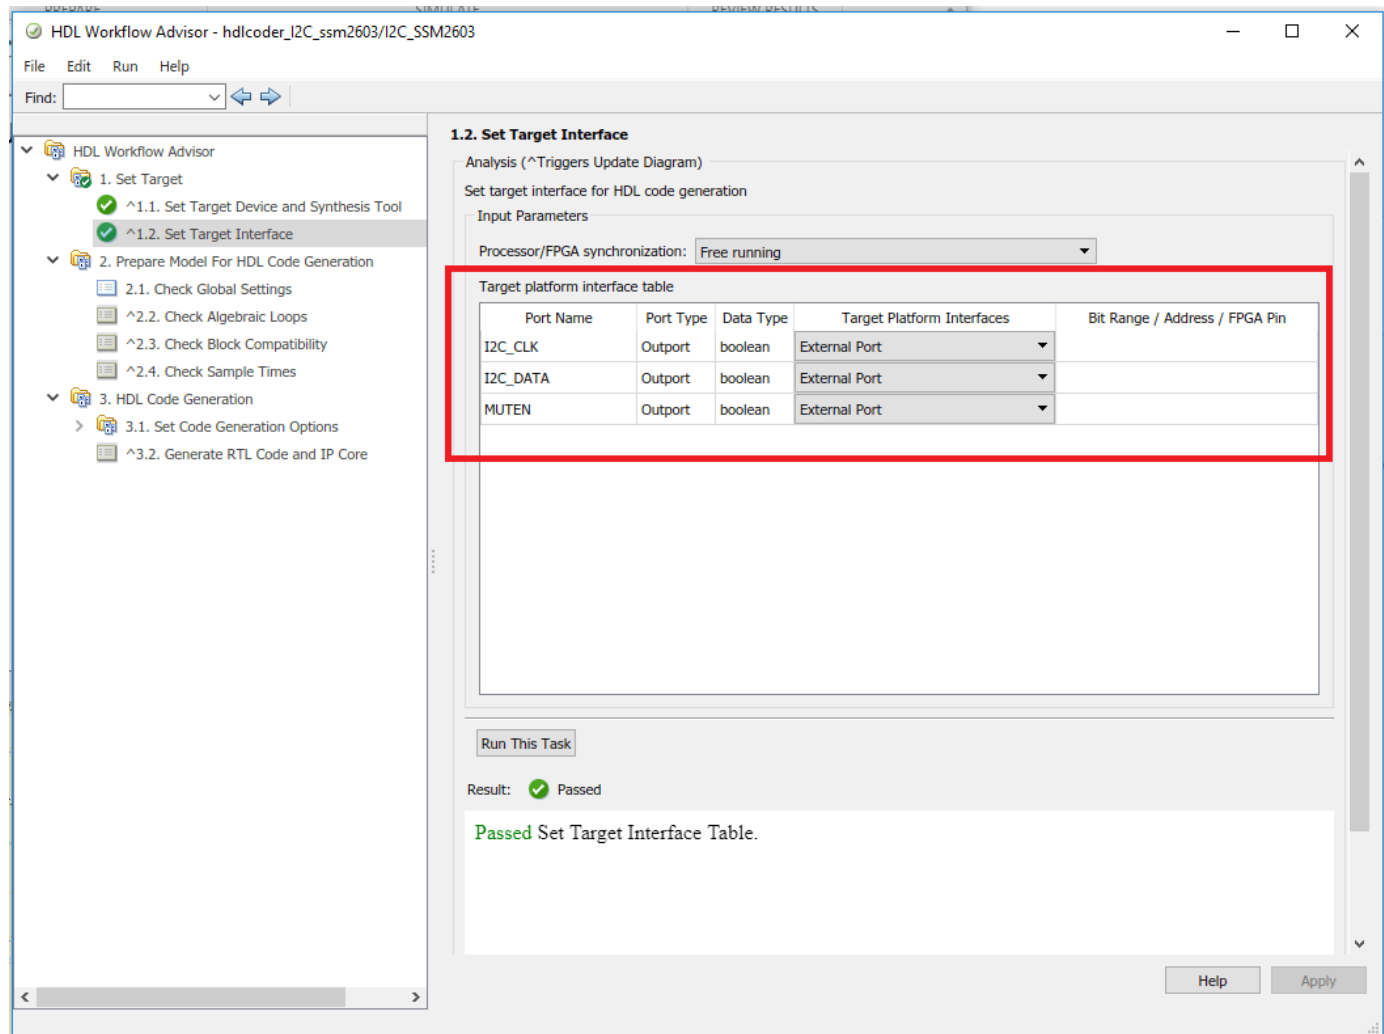 PREPARE SIMULATE REVIEW RESULTS
HDL Workflow Advisor - hdlcoder_I2C_ssm2603/I2C_SSM2603
File Edit Run Help
Find:
HDL Workflow Advisor
1. Set Target
^1.1. Set Target Device and Synthesis Tool
^1.2. Set Target Interface
2. Prepare Model For HDL Code Generation
2.1. Check Global Settings
^2.2. Check Algebraic Loops
^2.3. Check Block Compatibility
^2.4. Check Sample Times
3. HDL Code Generation
3.1. Set Code Generation Options
^3.2. Generate RTL Code and IP Core
1.2. Set Target Interface
Analysis (^Triggers Update Diagram)
Set target interface for HDL code generation
Input Parameters
Processor/FPGA synchronization: Free running
Target platform interface table
Port Name Port Type Data Type Target Platform Interfaces Bit Range / Address / FPGA Pin
I2C_CLK Outport boolean External Port
I2C_DATA Outport boolean External Port
MUTEN Outport boolean External Port
Run This Task
Result: Passed
Passed Set Target Interface Table.
Help Apply